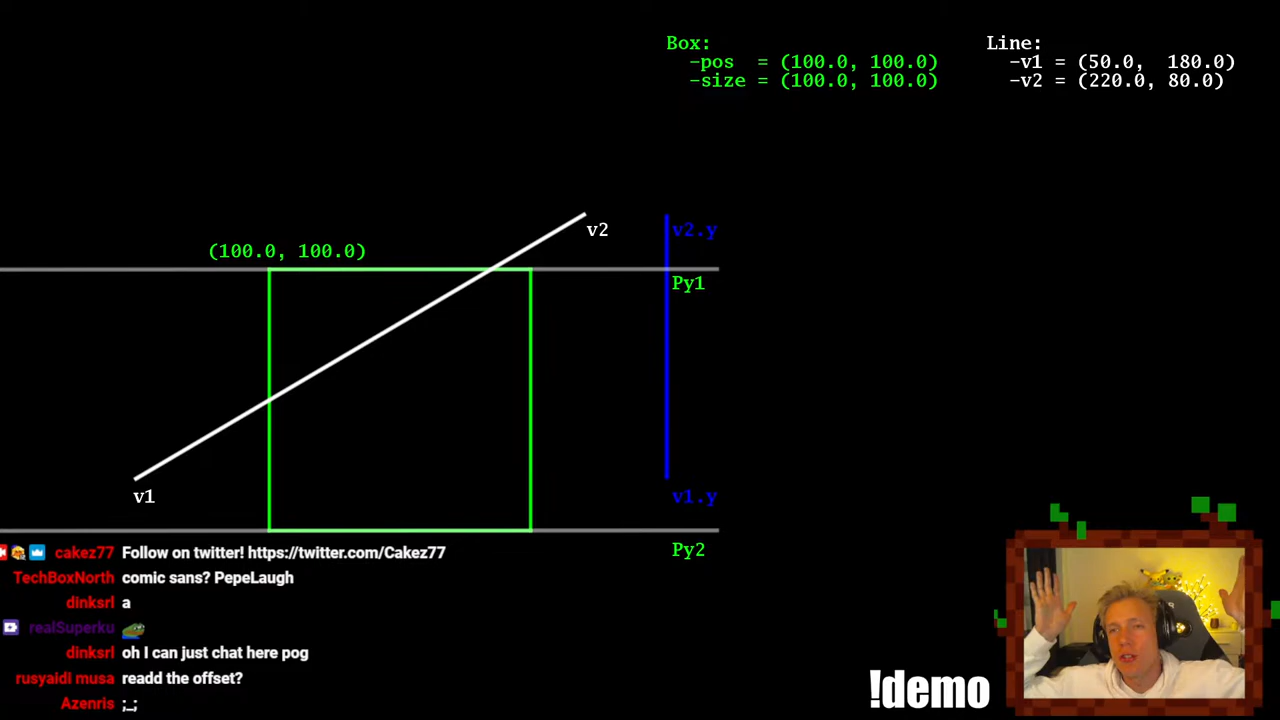 Box:
-pos = (100.0, 100.0)
-size = (100.0, 100.0)
Line:
-v1 = (50.0, 180.0)
-v2 = (220.0, 80.0)
v2
v2.y
(100.0, 100.0)
Py1
v1
v1.y
Py2
cakez77 Follow on twitter! https://twitter.com/Cakez77
TechBoxNorth comic sans? PepeLaugh
dinksrl a
realSuperku
dinksrl oh I can just chat here pog
rusyaidi musa readd the offset?
Azenris ;_;
!demo